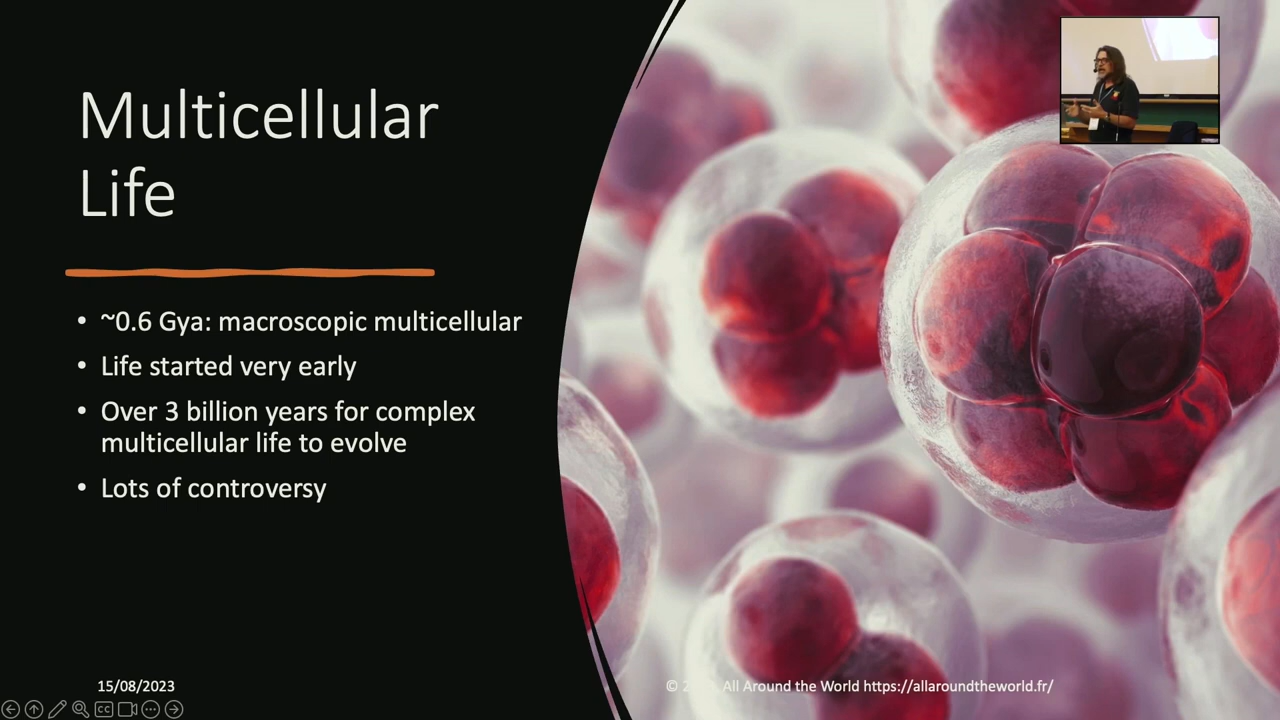 Multicellular
Life
• ~0.6 Gya: macroscopic multicellular
• Life started very early
• Over 3 billion years for complex
multicellular life to evolve
• Lots of controversy
15/08/2023
© All Around the World https://allaroundtheworld.fr/
CC